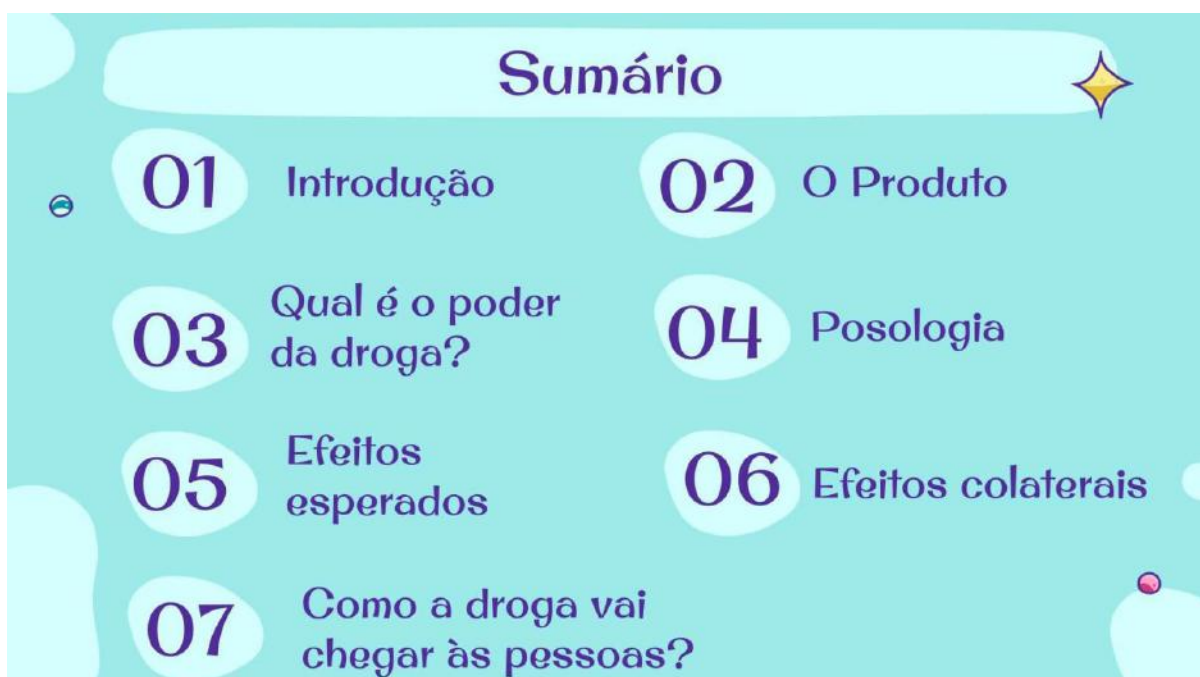 Sumário
01
Introdução
02
O Produto
03
Qual é o poder
da droga?
04
Posologia
05
Efeitos
esperados
06
Efeitos colaterais
07
Como a droga vai
chegar às pessoas?